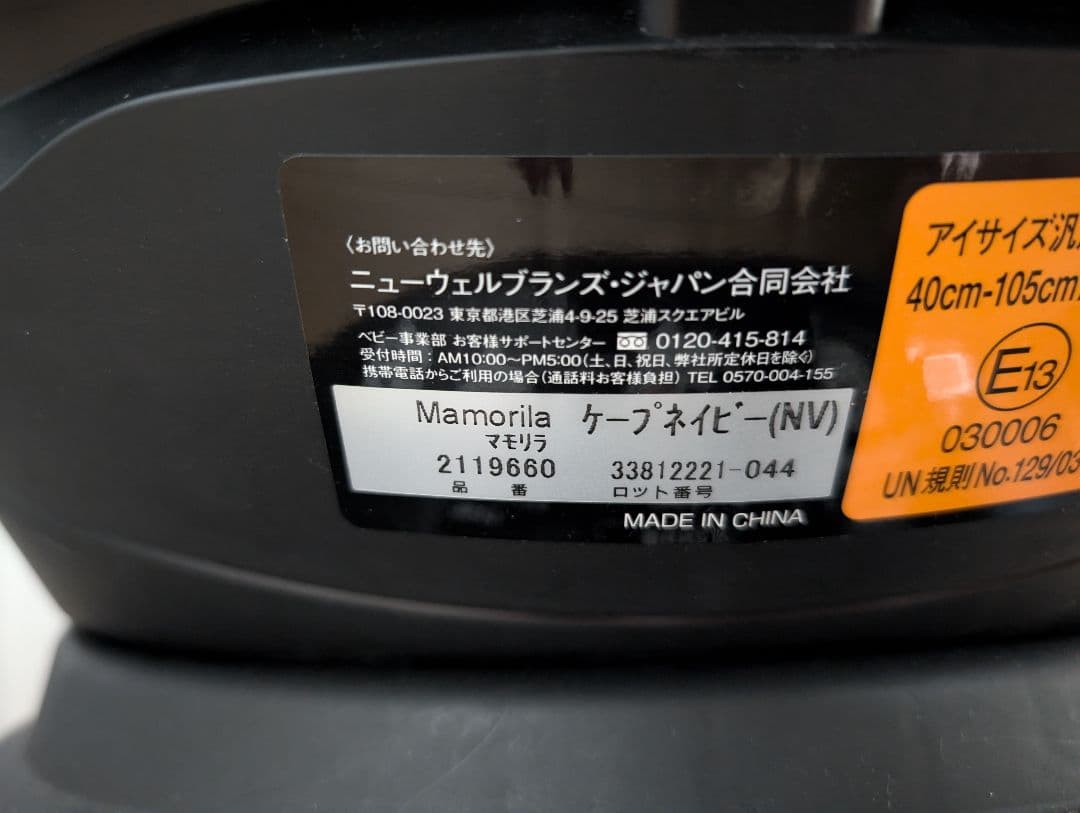 〈お問い合わせ先〉
ニューウェルブランズ・ジャパン合同会社
〒108-0023 東京都港区芝浦4-9-25 芝浦スクエアビル
ベビー事業部 お客様サポートセンター 0120-415-814
受付時間：AM10:00〜PM5:00(土、日、祝日、弊社所定休日を除く)
携帯電話からご利用の場合(通話料お客様負担) TEL 0570-004-155
Mamorila ケープネイビー(NV)
マモリラ
2119660 33812221-044
品番 ロット番号
MADE IN CHINA
アイサイズ汎
40cm-105cm
E13
030006
UN規則No.129/03